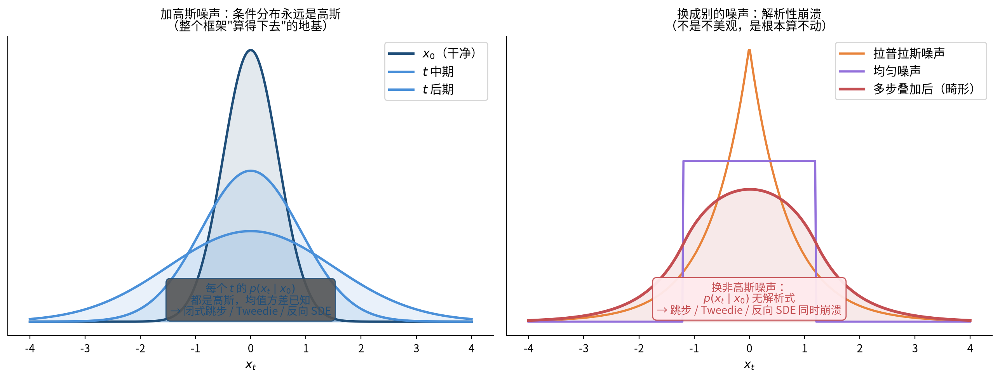 加高斯噪声：条件分布永远是高斯
（整个框架"算得下去"的地基）
x₀（干净）
t 中期
t 后期
每个 t 的 p(xₜ | x₀)
都是高斯，均值方差已知
→ 闭式跳步 / Tweedie / 反向 SDE
-4 -3 -2 -1 0 1 2 3 4
xₜ
换成别的噪声：解析性崩溃
（不是不美观，是根本算不动）
拉普拉斯噪声
均匀噪声
多步叠加后（畸形）
换非高斯噪声：
p(xₜ | x₀) 无解析式
→ 跳步 / Tweedie / 反向 SDE 同时崩溃
-4 -3 -2 -1 0 1 2 3 4
xₜ